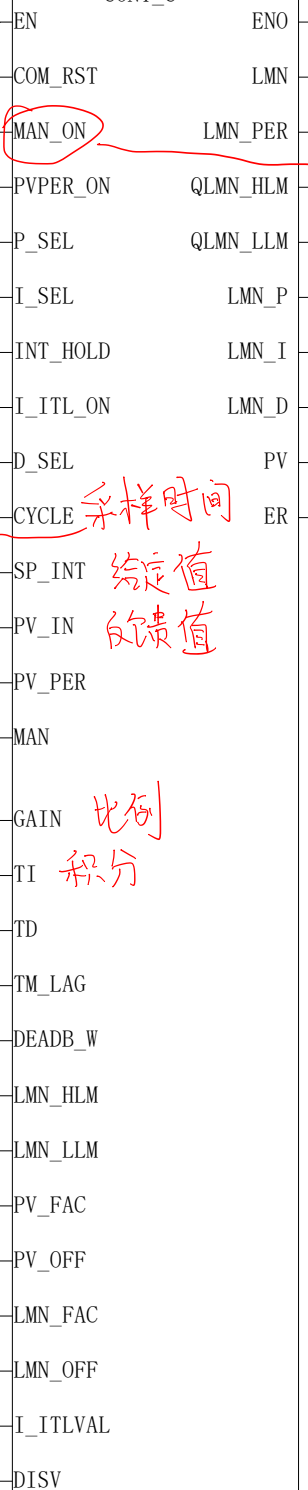 CONT_C
EN ENO
COM_RST LMN
MAN_ON LMN_PER
PVPER_ON QLMN_HLM
P_SEL QLMN_LLM
I_SEL LMN_P
INT_HOLD LMN_I
I_ITL_ON LMN_D
D_SEL PV
CYCLE 采样时间 ER
SP_INT 给定值
PV_IN 反馈值
PV_PER
MAN
GAIN 比例
TI 积分
TD
TM_LAG
DEADB_W
LMN_HLM
LMN_LLM
PV_FAC
PV_OFF
LMN_FAC
LMN_OFF
I_ITLVAL
DISV